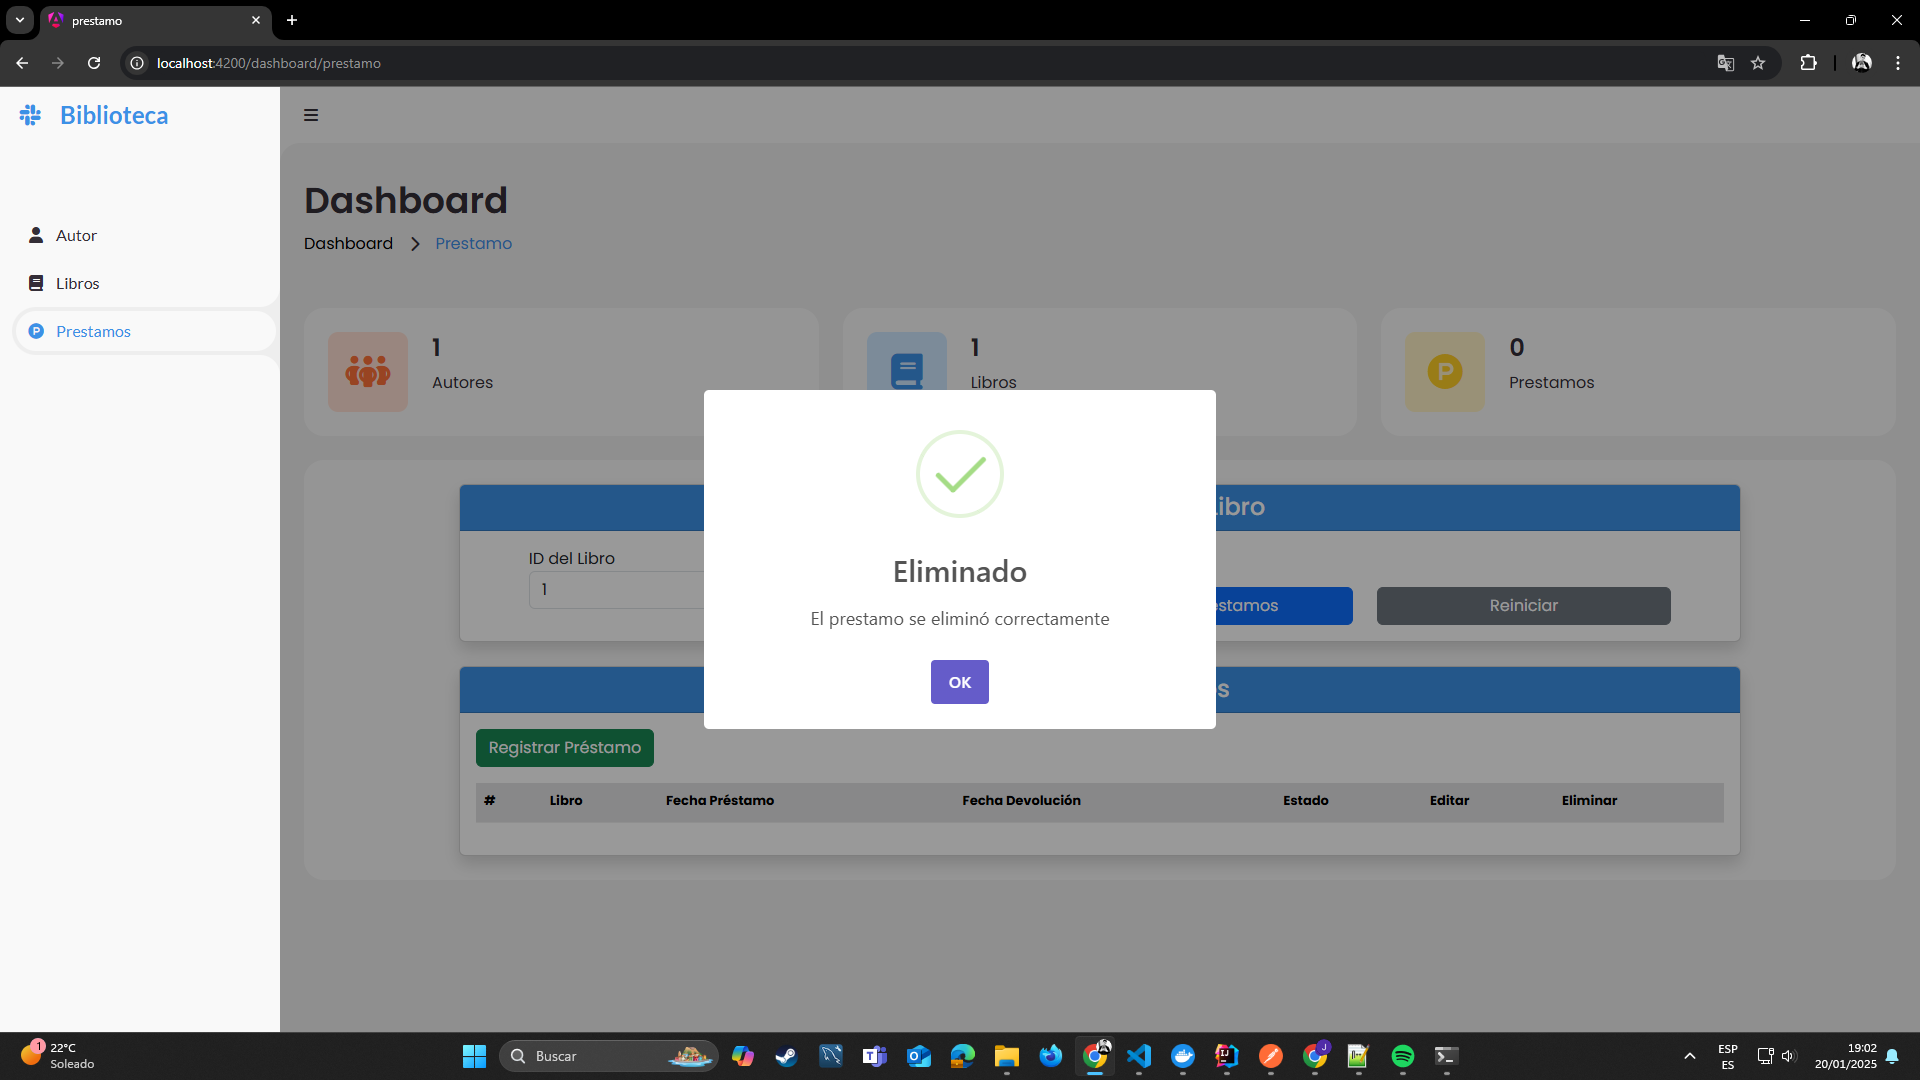 prestamo
localhost:4200/dashboard/prestamo
Biblioteca
Autor
Libros
Prestamos
Dashboard
Dashboard
Prestamo
1
Autores
1
Libros
0
Prestamos
ID del Libro
1
Reiniciar
Eliminado
El prestamo se eliminó correctamente
OK
Registrar Préstamo
# Libro Fecha Préstamo Fecha Devolución Estado Editar Eliminar
1
22°C
Soleado
Buscar
ESP
ES
19:02
20/01/2025